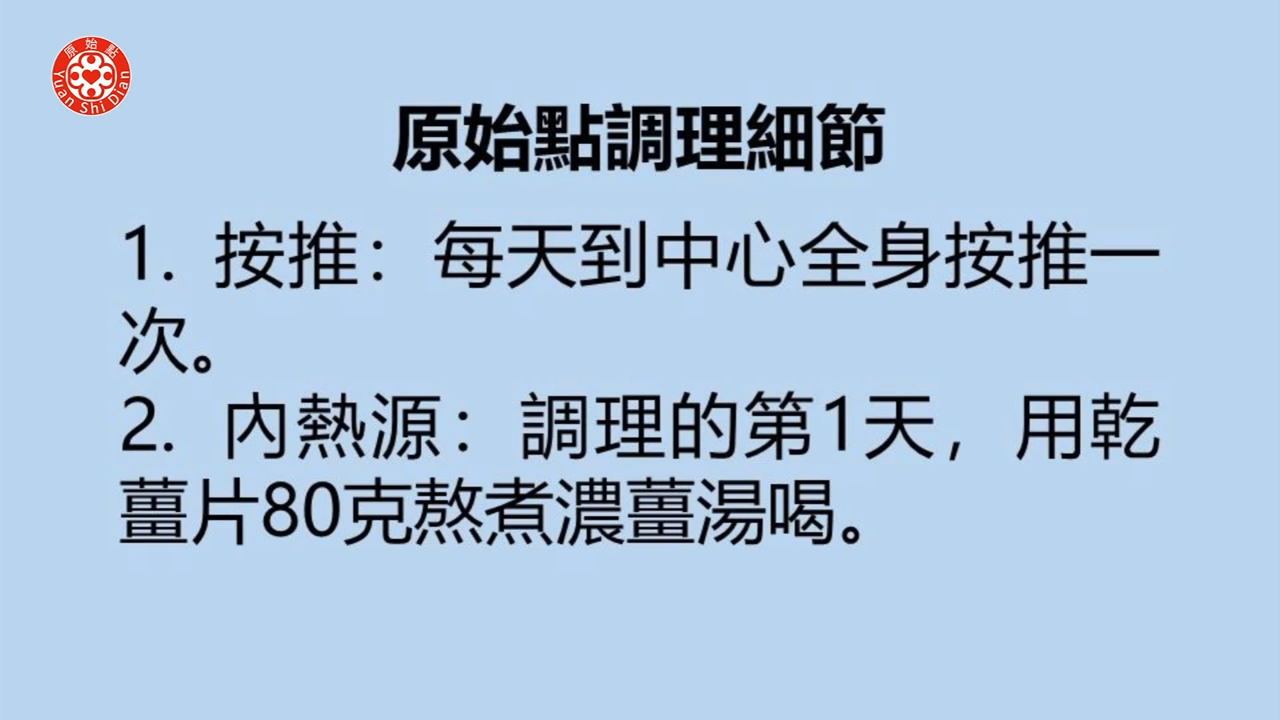 原始點
Yuan Shi Dian
原始點調理細節
1. 按推：每天到中心全身按推一
次。
2. 內熱源：調理的第1天，用乾
薑片80克熬煮濃薑湯喝。